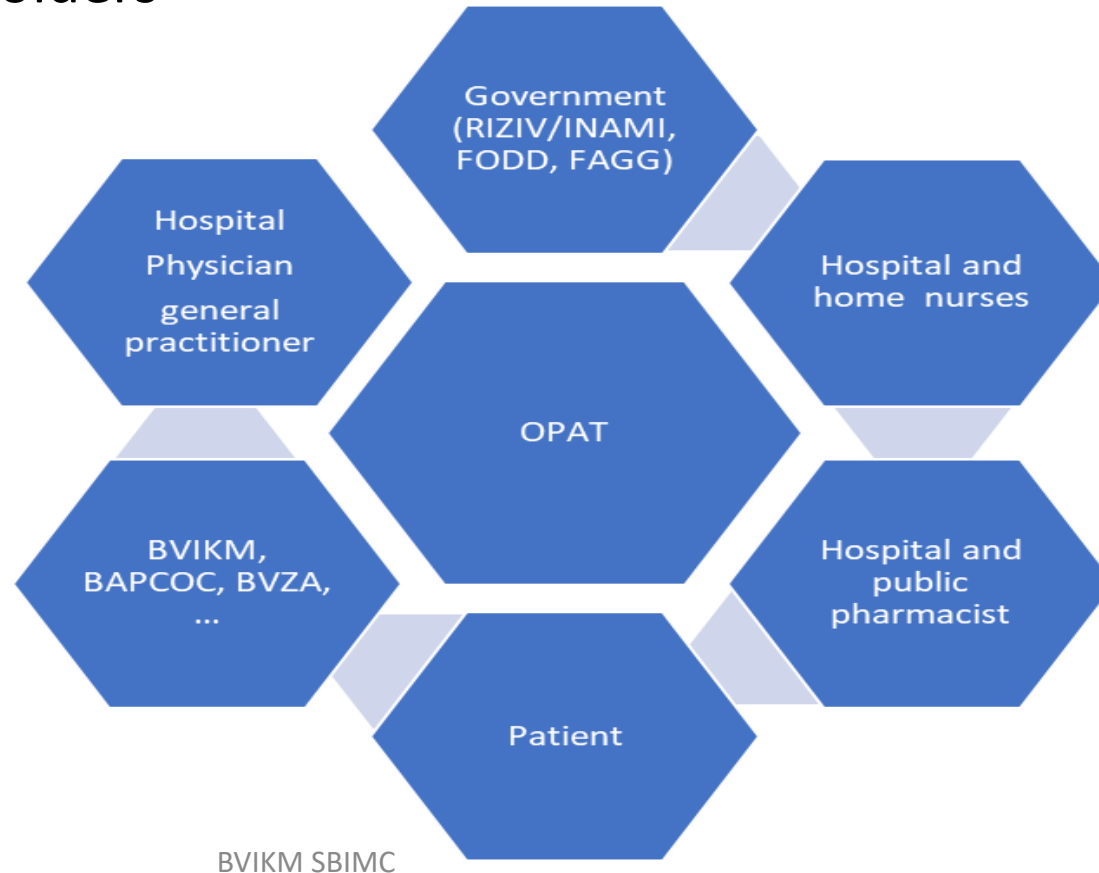 Government
(RIZIV/INAMI,
FODD, FAGG)
Hospital
Physician
general
practitioner
Hospital and
home nurses
OPAT
BVIKM,
BAPCOC, BVZA,
...
Hospital and
public
pharmacist
Patient
BVIKM SBIMC